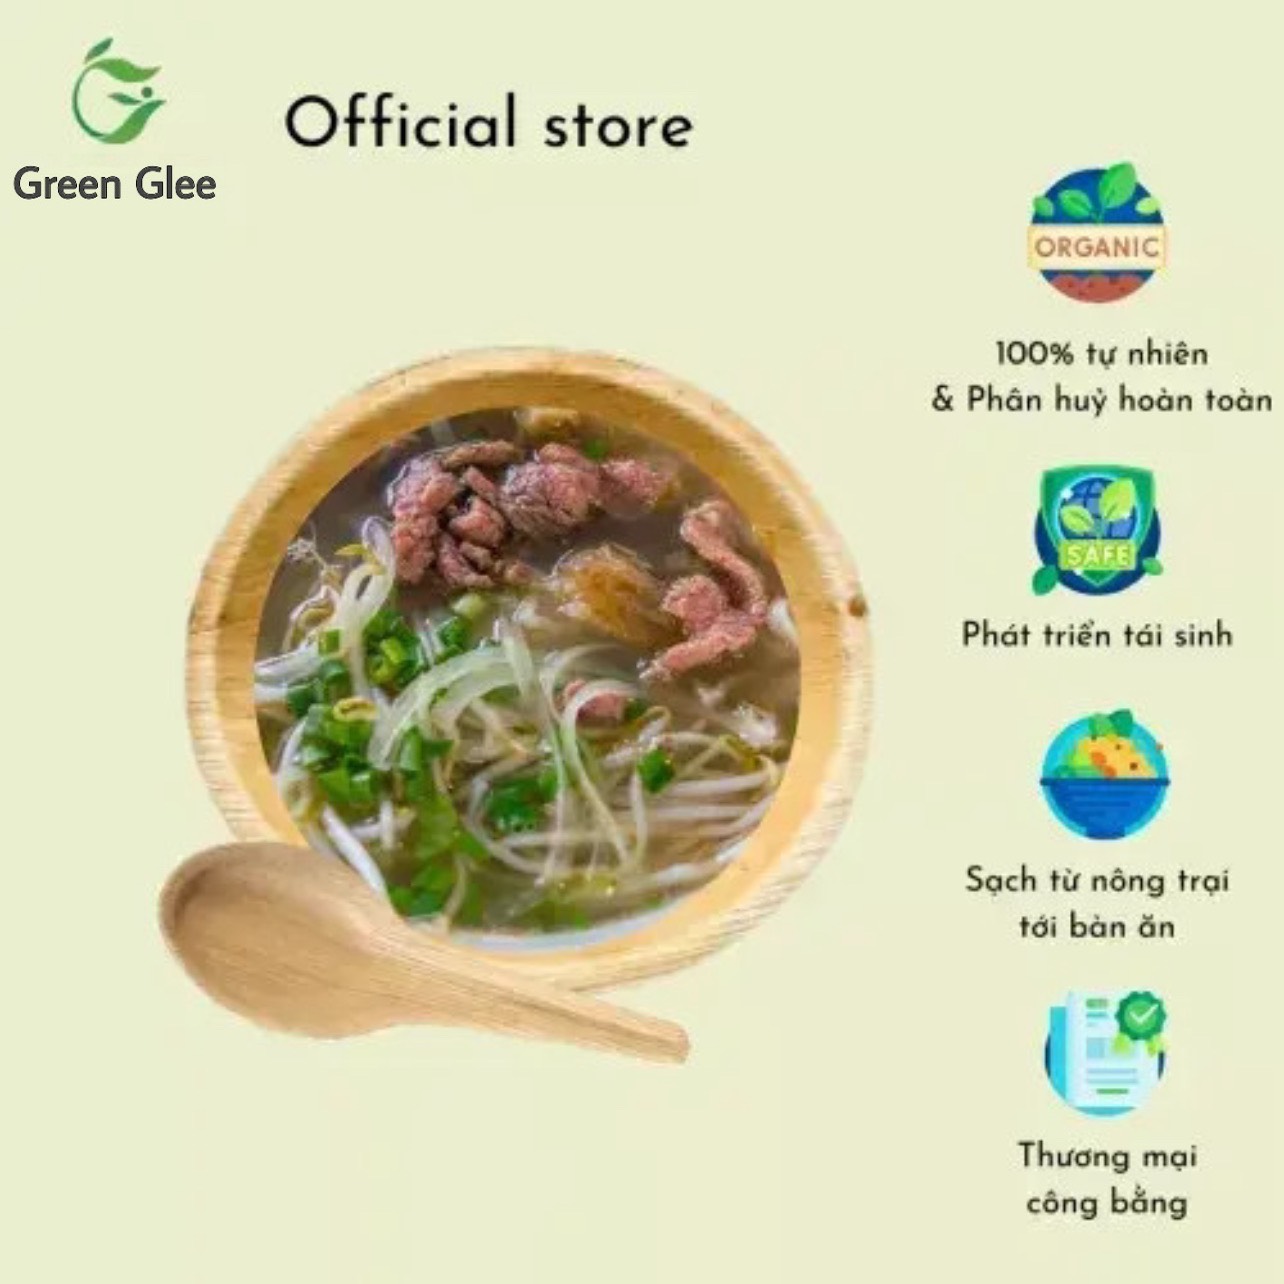 Green Glee
Official store
ORGANIC
100% tự nhiên
& Phân huỷ hoàn toàn
SAFE
Phát triển tái sinh
Sạch từ nông trại
tới bàn ăn
Thương mại
công bằng